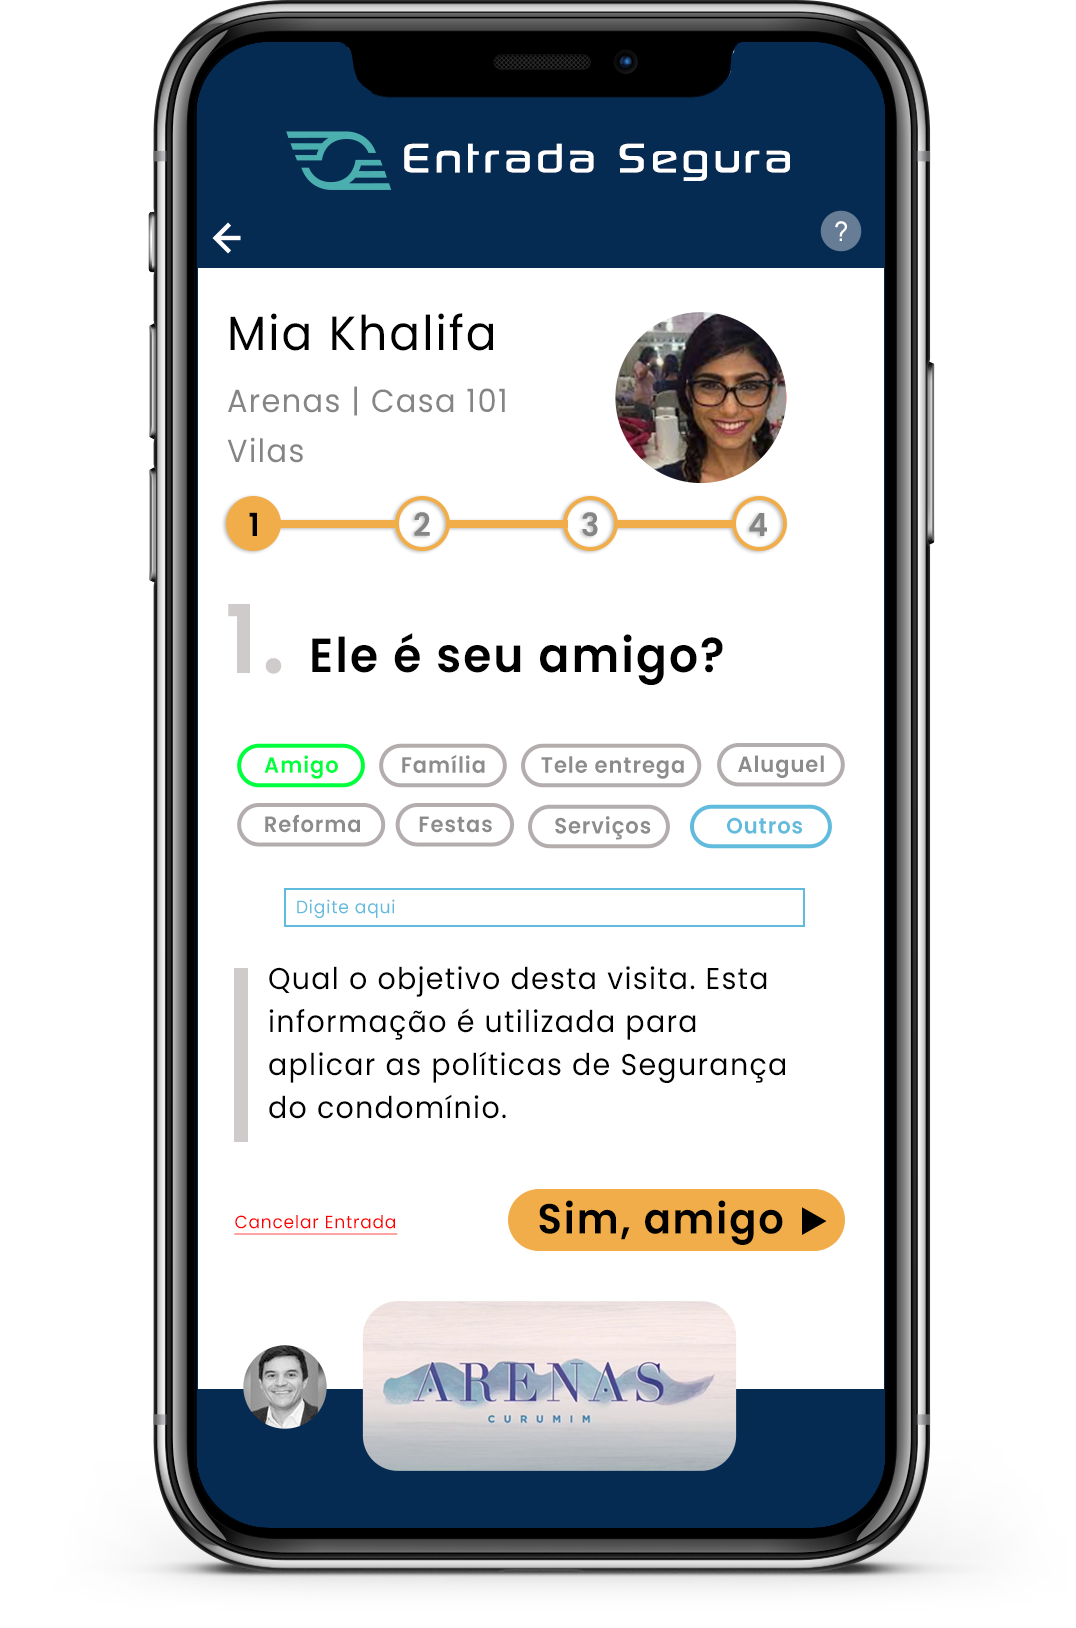 Entrada Segura
?
Mia Khalifa
Arenas | Casa 101
Vilas
1 2 3 4
1. Ele é seu amigo?
Amigo Família Tele entrega Aluguel
Reforma Festas Serviços Outros
Digite aqui
Qual o objetivo desta visita. Esta
informação é utilizada para
aplicar as políticas de Segurança
do condomínio.
Cancelar Entrada
Sim, amigo
ARENAS
CURUMIM